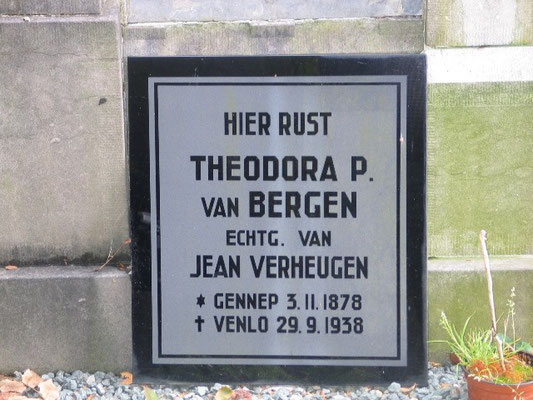 HIER RUST
THEODORA P.
VAN BERGEN
ECHTG. VAN
JEAN VERHEUGEN
* GENNEP 3.11.1878
✝ VENLO 29.9.1938